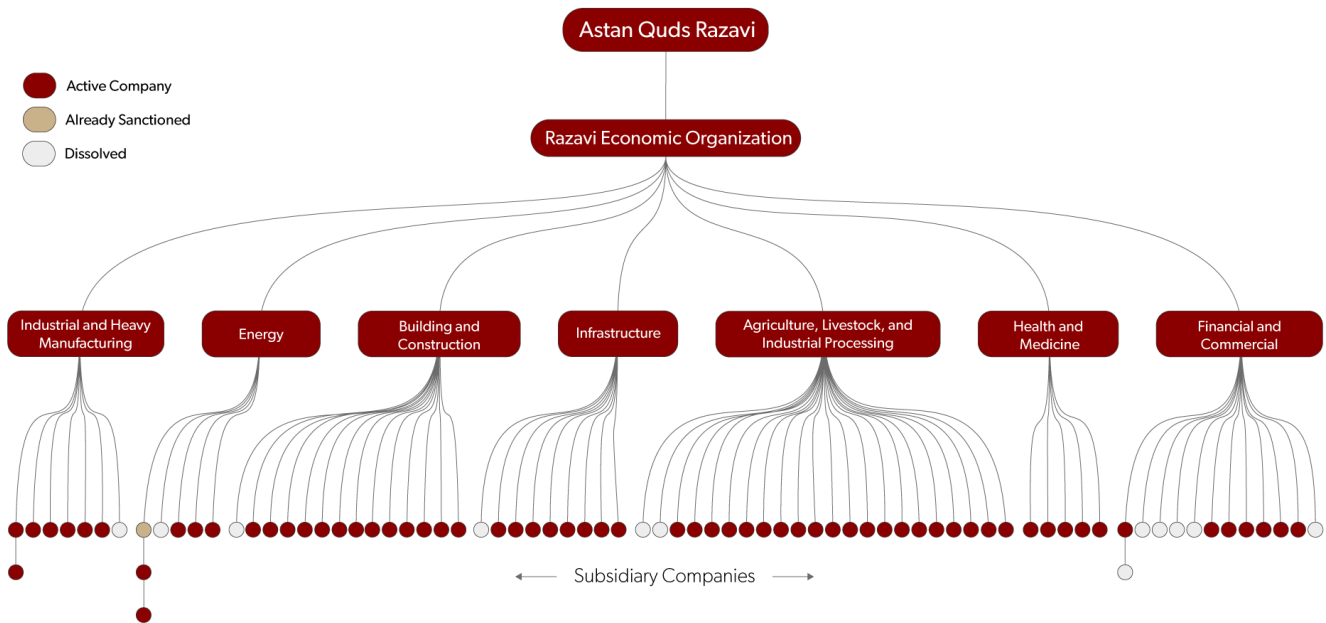 Astan Quds Razavi
Active Company
Already Sanctioned
Dissolved
Razavi Economic Organization
Industrial and Heavy
Manufacturing
Energy
Building and
Construction
Infrastructure
Agriculture, Livestock, and
Industrial Processing
Health and
Medicine
Financial and
Commercial
Subsidiary Companies